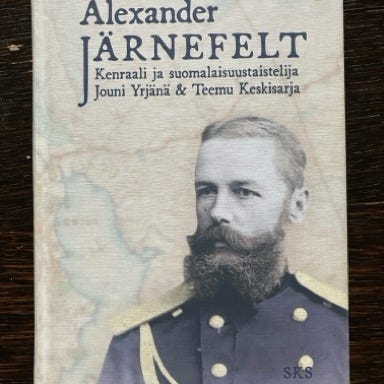 Alexander
JÄRNEFELT
Kenraali ja suomalaisuustaistelija
Jouni Yrjänä & Teemu Keskisarja
SKS